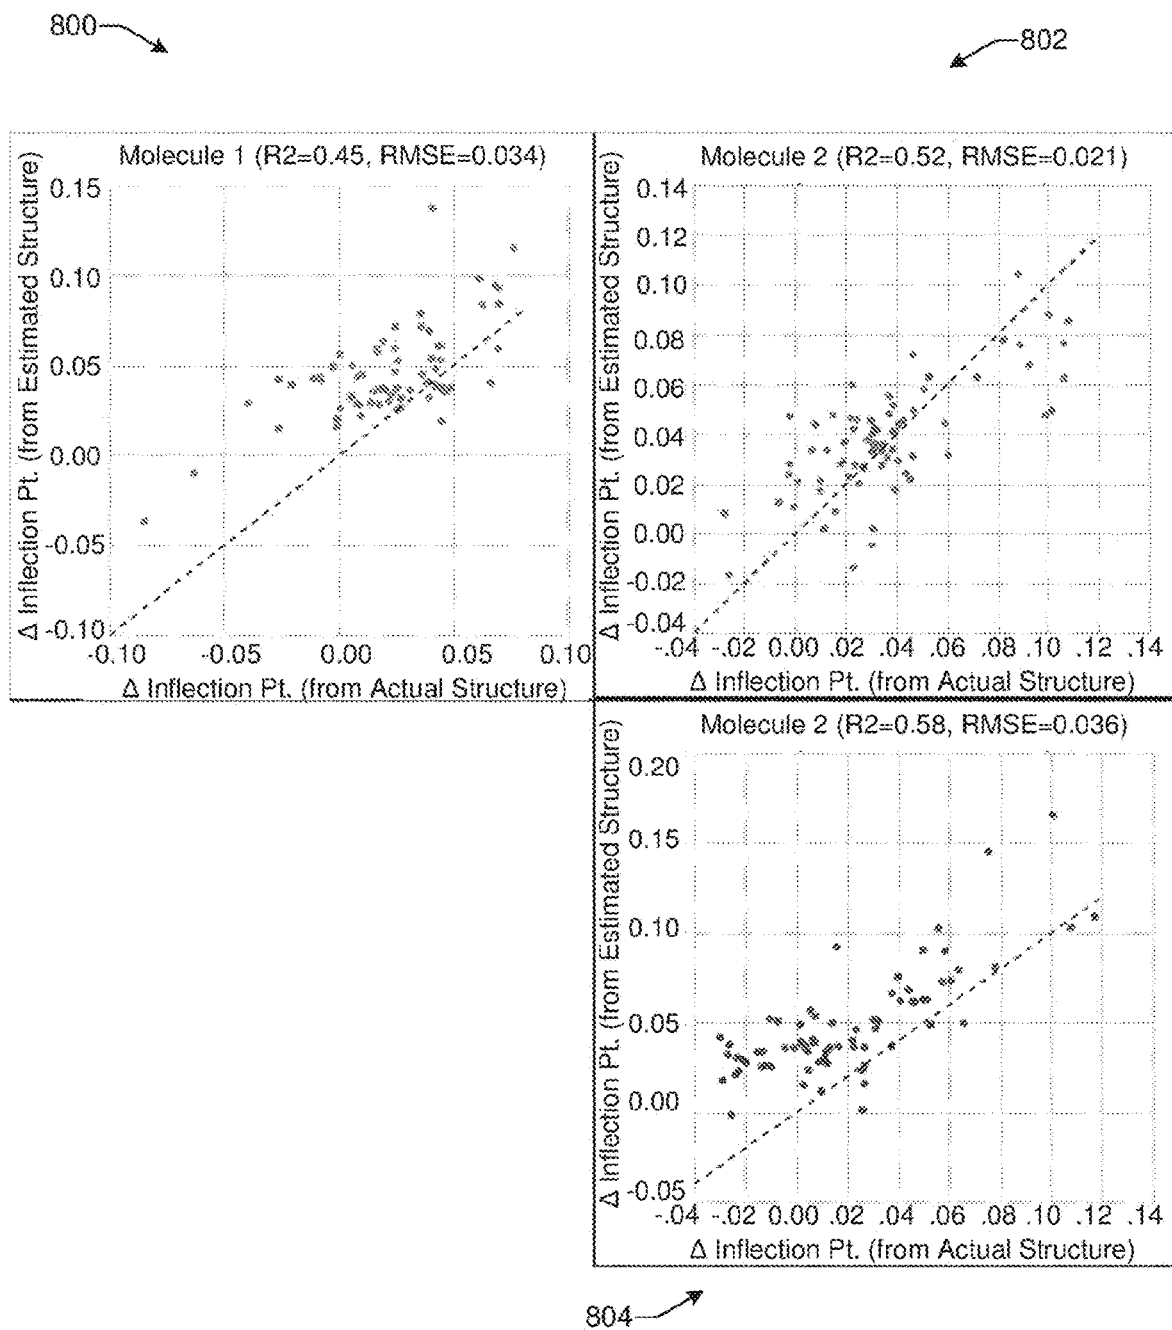 800
802
Molecule 1 (R2=0.45, RMSE=0.034)
Δ Inflection Pt. (from Estimated Structure)
0.15
0.10
0.05
0.00
-0.05
-0.10
-0.10 -0.05 0.00 0.05 0.10
Δ Inflection Pt. (from Actual Structure)
Molecule 2 (R2=0.52, RMSE=0.021)
Δ Inflection Pt. (from Estimated Structure)
0.14
0.12
0.10
0.08
0.06
0.04
0.02
0.00
-0.02
-0.04
-.04 -.02 0.00 .02 .04 .06 .08 .10 .12 .14
Δ Inflection Pt. (from Actual Structure)
Molecule 2 (R2=0.58, RMSE=0.036)
Δ Inflection Pt. (from Estimated Structure)
0.20
0.15
0.10
0.05
0.00
-0.05
-.04 -.02 0.00 .02 .04 .06 .08 .10 .12 .14
Δ Inflection Pt. (from Actual Structure)
804